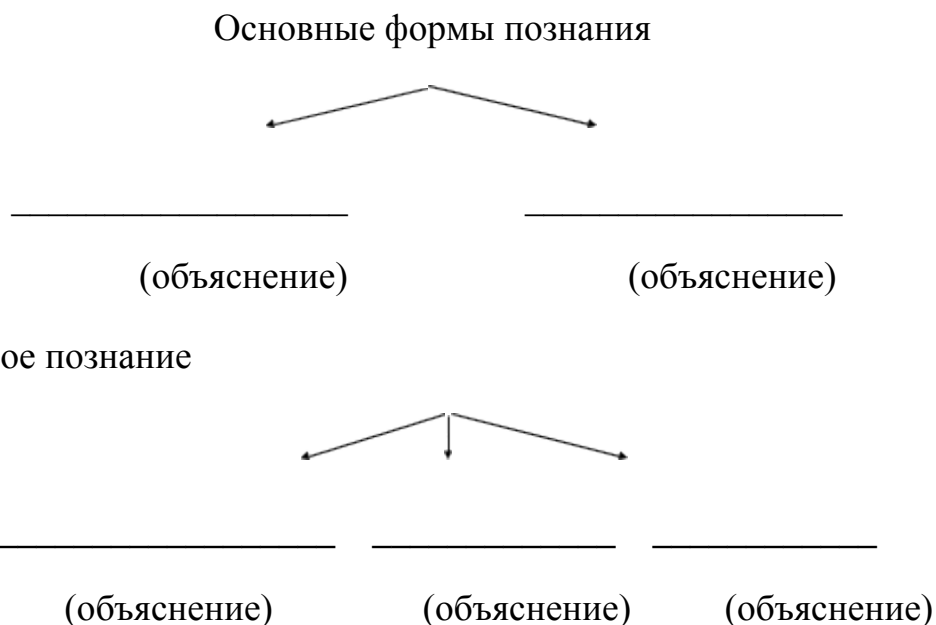 Основные формы познания
(объяснение) (объяснение)
ое познание
(объяснение) (объяснение) (объяснение)